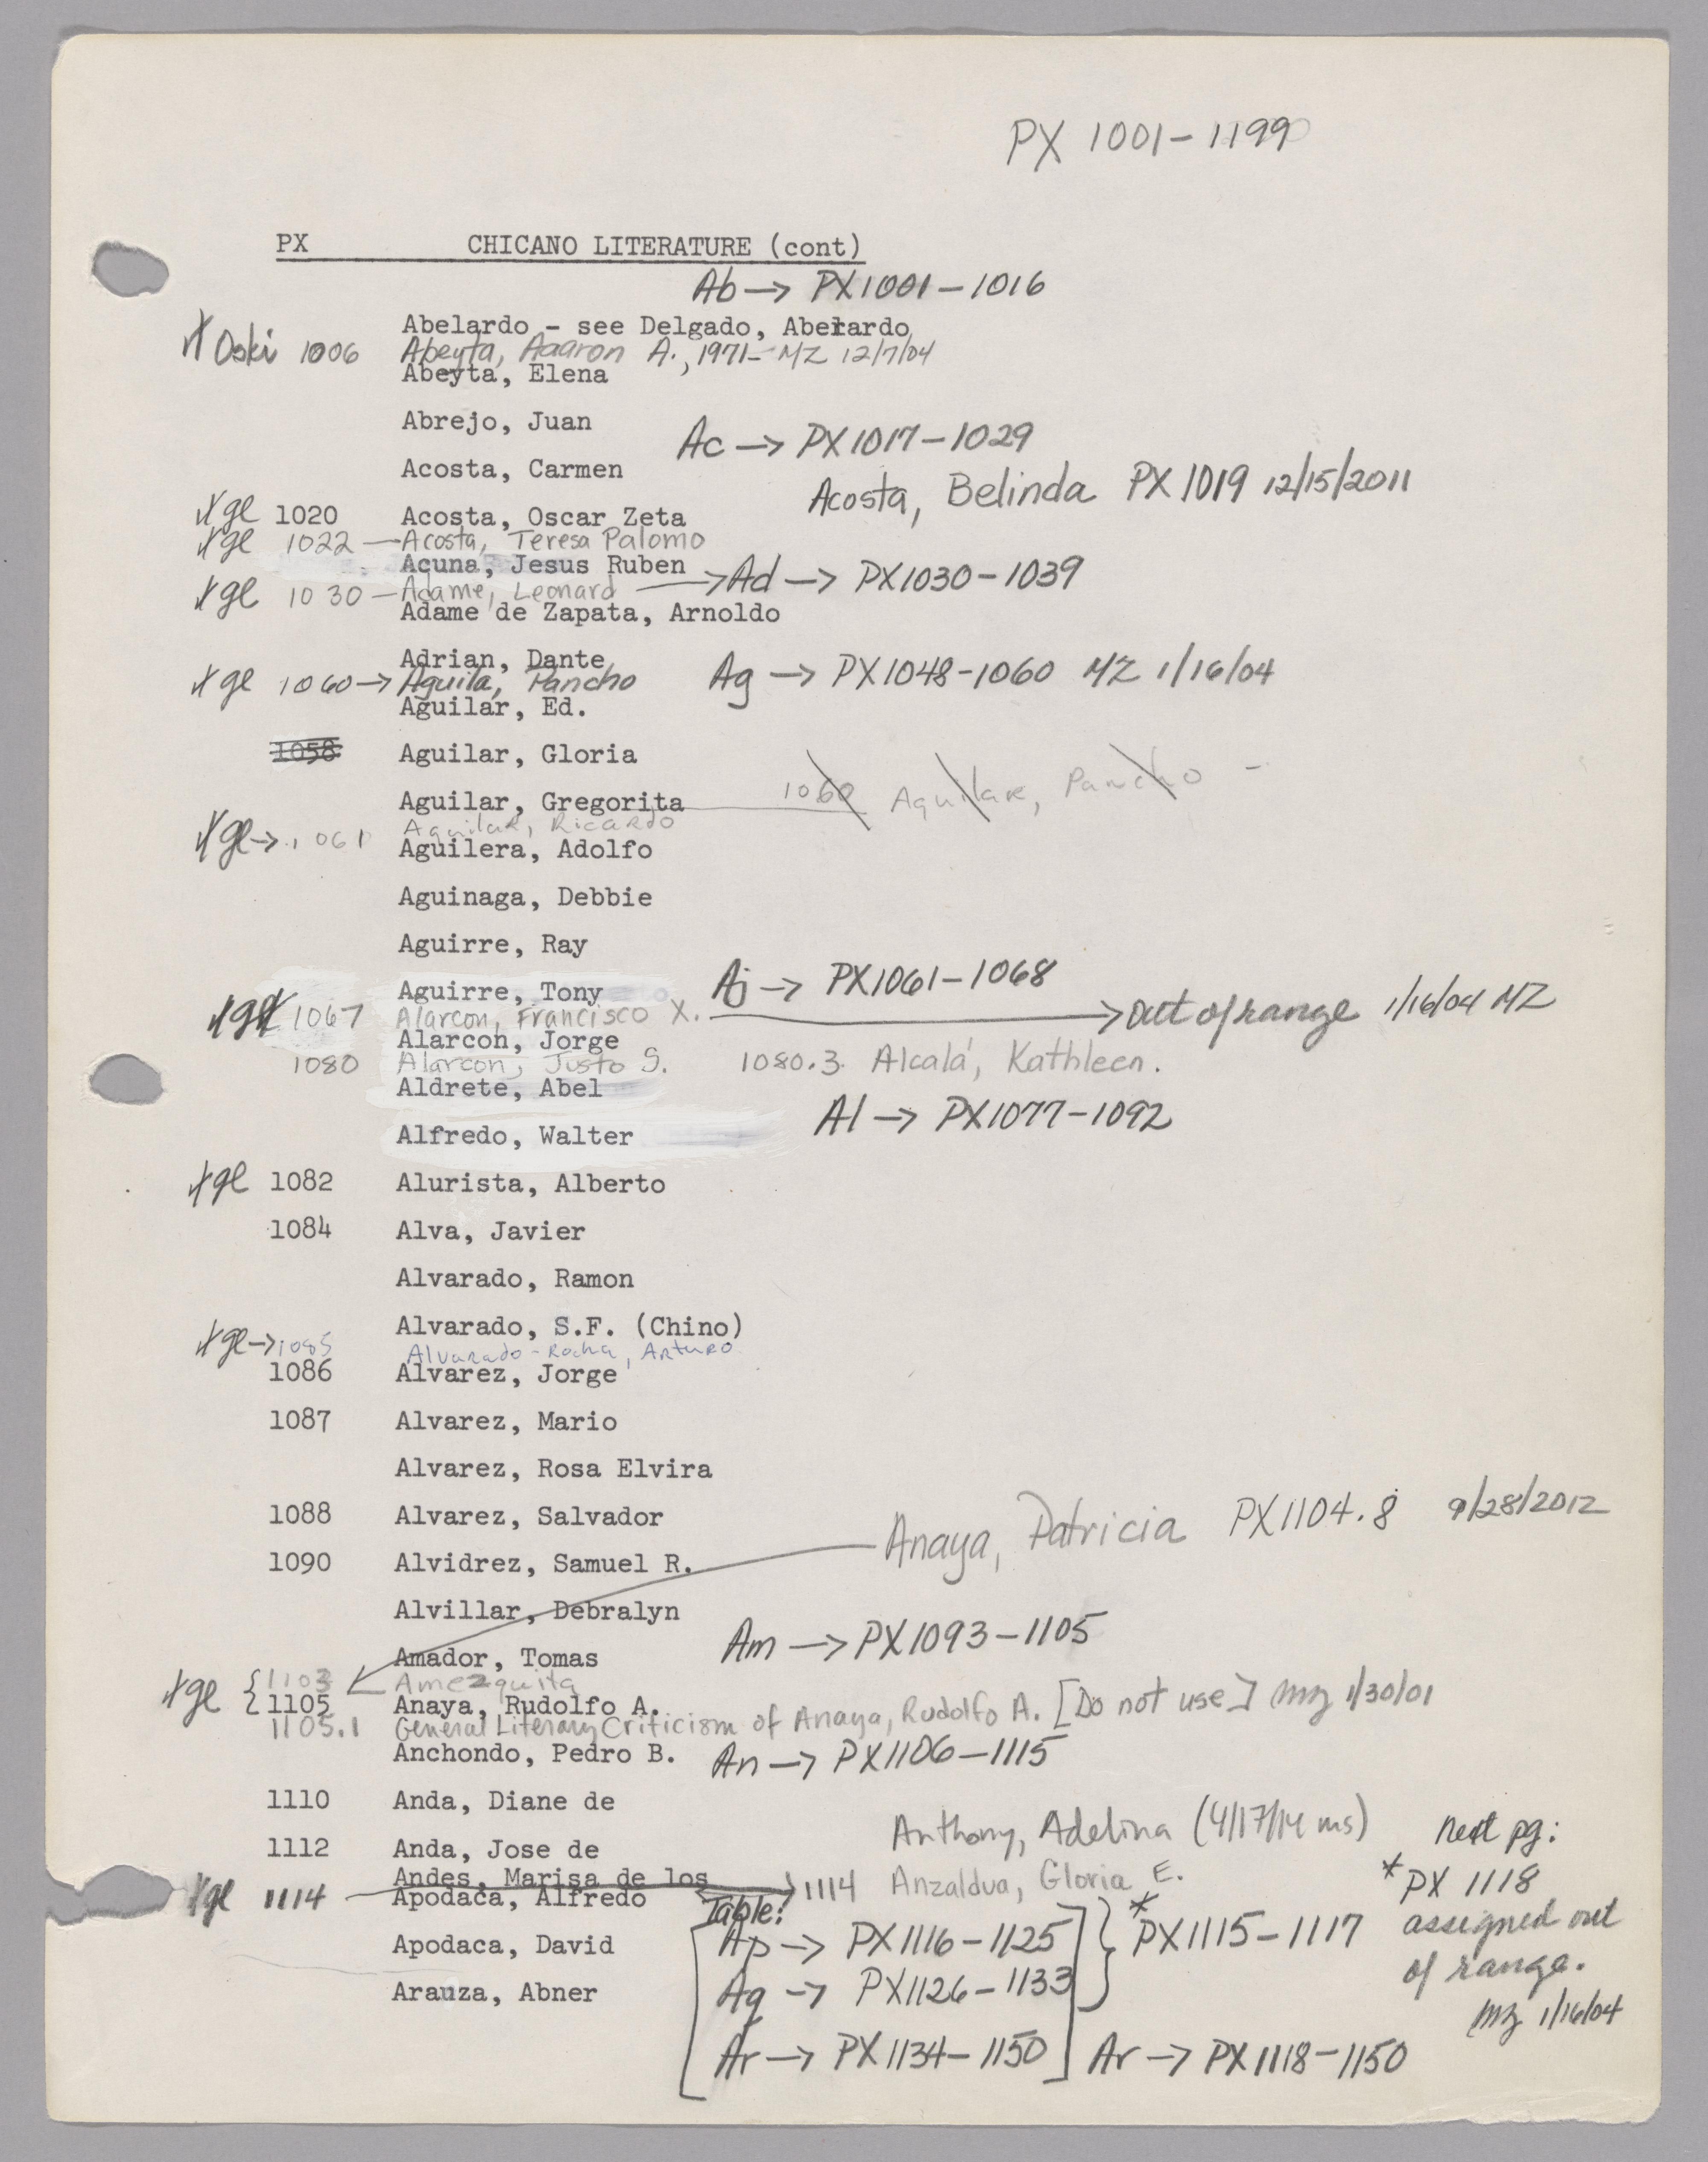 PX 1001-1199
PX CHICANO LITERATURE (cont)
Ab → PX1001-1016
Abelardo - see Delgado, Abelardo
Oski 1006 Abeyta, Aaaron A., 1971- MZ 12/7/04
Abeyta, Elena
Abrejo, Juan
Ac → PX1017-1029
Acosta, Carmen
Acosta, Belinda PX1019 12/15/2011
ge 1020 Acosta, Oscar Zeta
ge 1022 — Acosta, Teresa Palomo
Acuna, Jesus Ruben
ge 1030 — Adame, Leonard → Ad → PX1030-1039
Adame de Zapata, Arnoldo
Adrian, Dante
ge 1060 → Aguila, Pancho Ag → PX1048-1060 MZ 1/16/04
Aguilar, Ed.
1058 Aguilar, Gloria
1060 Aguilar, Pancho -
Aguilar, Gregorita
ge → 1061 Aguilar, Ricardo
Aguilera, Adolfo
Aguinaga, Debbie
Aguirre, Ray
Aj → PX1061-1068
Aguirre, Tony
1067 Alarcon, Francisco X. → out of range 1/16/04 MZ
Alarcon, Jorge
1080 Alarcon, Justo S. 1080.3 Alcalá, Kathleen.
Aldrete, Abel
Al → PX1077-1092
Alfredo, Walter
ge 1082 Alurista, Alberto
1084 Alva, Javier
Alvarado, Ramon
Alvarado, S.F. (Chino)
ge → 1085 Alvarado-Rocha, Arturo
1086 Alvarez, Jorge
1087 Alvarez, Mario
Alvarez, Rosa Elvira
1088 Alvarez, Salvador
Anaya, Patricia PX1104.8 9/28/2012
1090 Alvidrez, Samuel R.
Alvillar, Debralyn
Am → PX1093-1105
Amador, Tomas
1103 Amezquita
ge 1105 Anaya, Rudolfo A.
1105.1 General Literary Criticism of Anaya, Rudolfo A. [Do not use] mz 1/30/01
Anchondo, Pedro B. An → PX1106-1115
1110 Anda, Diane de
Anthony, Adelina (4/17/14 ms)
1112 Anda, Jose de
Andes, Marisa de los → 1114 Anzaldua, Gloria E.
ge 1114 Apodaca, Alfredo
Table:
Apodaca, David
Ap → PX1116-1125
*PX1115-1117
Arauza, Abner
Aq → PX1126-1133
Ar → PX1134-1150
Ar → PX1118-1150
Next pg:
*PX 1118
assigned out
of range.
mz 1/16/04